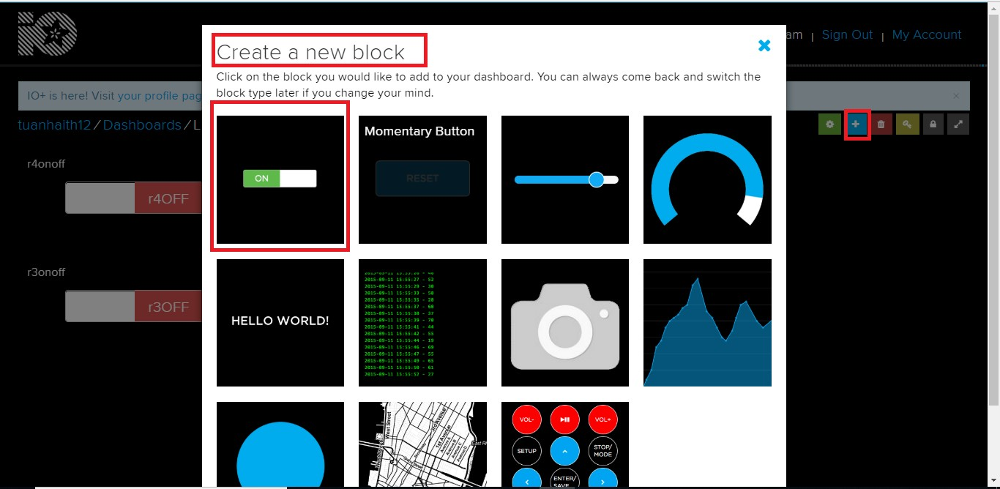 iO
am | Sign Out | My Account
Create a new block
Click on the block you would like to add to your dashboard. You can always come back and switch the
block type later if you change your mind.
IO+ is here! Visit your profile pag
tuanhaith12 / Dashboards / L
r4onoff
r4OFF
r3onoff
r3OFF
ON
Momentary Button
RESET
HELLO WORLD!
2015-09-11 15:55:27 - 52
2015-09-11 15:55:29 - 30
2015-09-11 15:55:33 - 50
2015-09-11 15:55:35 - 28
2015-09-11 15:55:37 - 60
2015-09-11 15:55:38 - 37
2015-09-11 15:55:39 - 70
2015-09-11 15:55:41 - 44
2015-09-11 15:55:42 - 55
2015-09-11 15:55:44 - 19
2015-09-11 15:55:46 - 69
2015-09-11 15:55:47 - 55
2015-09-11 15:55:49 - 65
2015-09-11 15:55:50 - 61
2015-09-11 15:55:52 - 27
West Street
3rd Avenue
1st Avenue
Avenue A
Avenue B
Avenue C
Avenue D
East Ri
VOL-
VOL+
SETUP
STOP/
MODE
ENTER/
SAVE